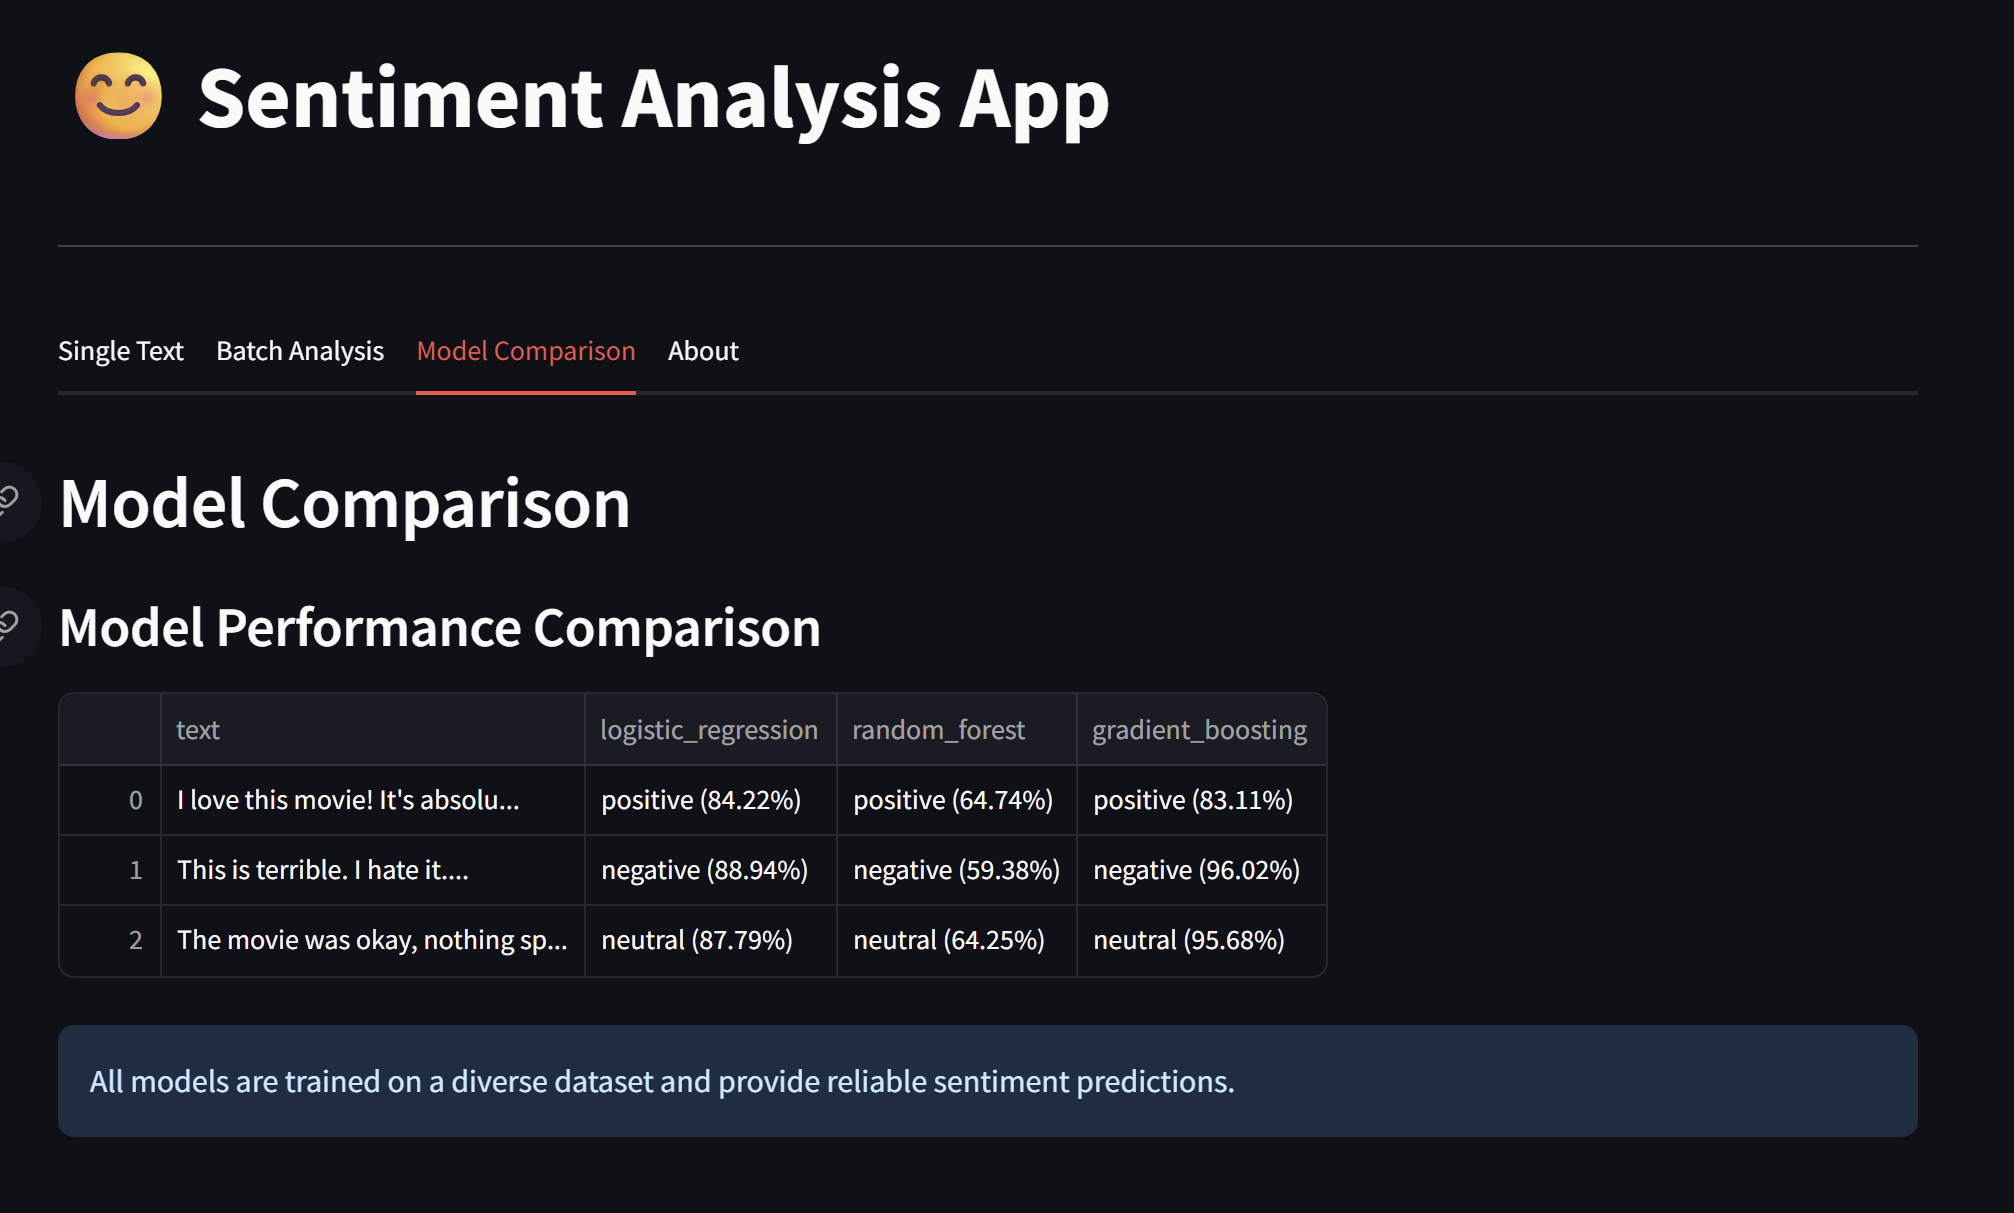 Sentiment Analysis App
Single Text Batch Analysis Model Comparison About
Model Comparison
Model Performance Comparison
text logistic_regression random_forest gradient_boosting
0 I love this movie! It's absolu... positive (84.22%) positive (64.74%) positive (83.11%)
1 This is terrible. I hate it.... negative (88.94%) negative (59.38%) negative (96.02%)
2 The movie was okay, nothing sp... neutral (87.79%) neutral (64.25%) neutral (95.68%)
All models are trained on a diverse dataset and provide reliable sentiment predictions.